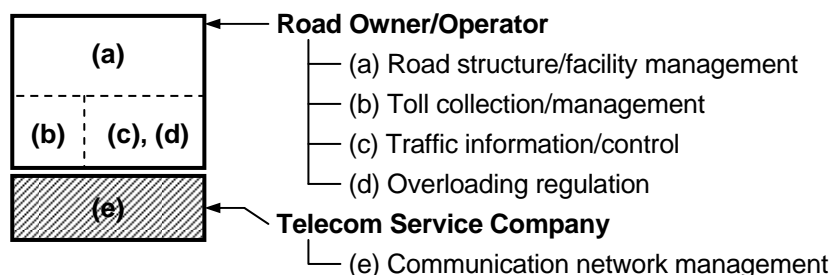 Road Owner/Operator
(a)
(a) Road structure/facility management
(b) Toll collection/management
(b) (c), (d)
(c) Traffic information/control
(d) Overloading regulation
(e)
Telecom Service Company
(e) Communication network management